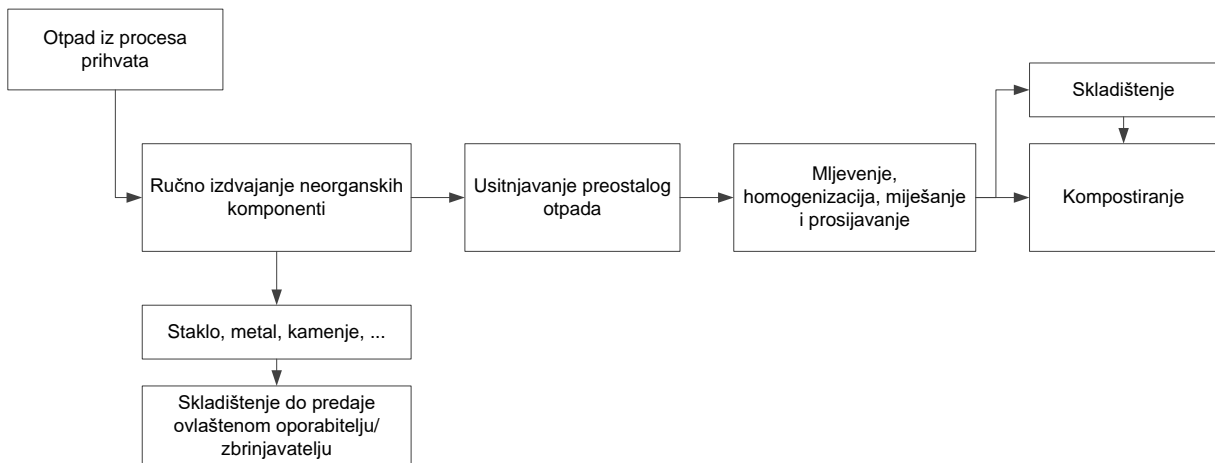 Otpad iz procesa
prihvata
Ručno izdvajanje neorganskih
komponenti
Usitnjavanje preostalog
otpada
Mljevenje,
homogenizacija, miješanje
i prosijavanje
Skladištenje
Kompostiranje
Staklo, metal, kamenje, ...
Skladištenje do predaje
ovlaštenom oporabitelju/
zbrinjavatelju